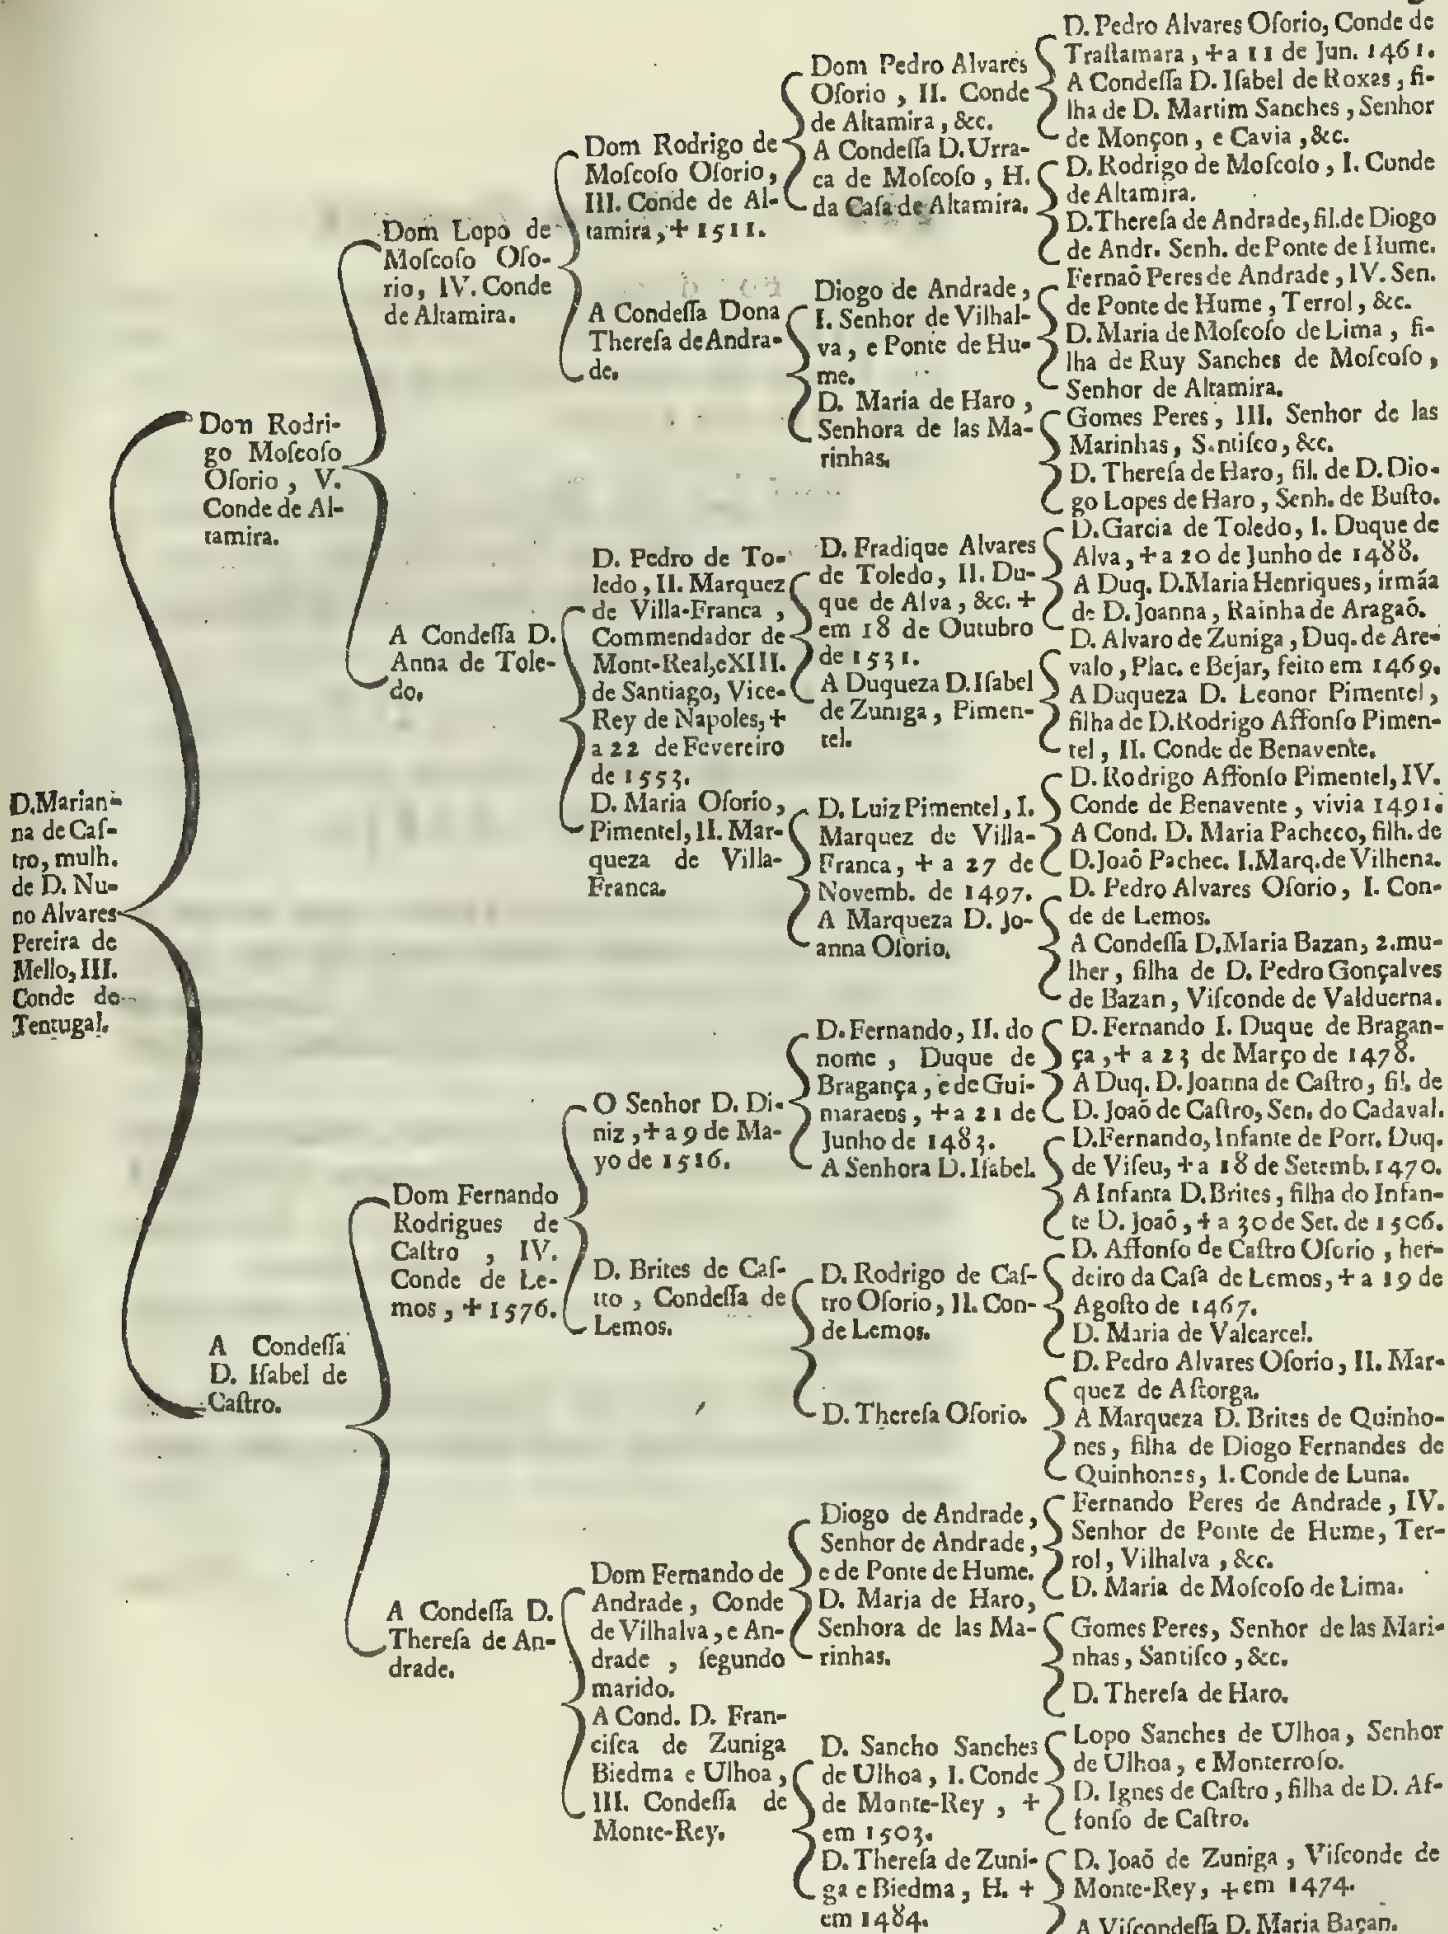 D.Marian-
na de Caſ-
tro, mulh.
de D. Nu-
no Alvares
Pereira de
Mello, III.
Conde de
Tentugal.
Dom Rodri-
go Moſcoſo
Oſorio, V.
Conde de Al-
tamira.
A Condeſſa
D. Iſabel de
Caſtro.
Dom Lopo de
Moſcoſo Oſo-
rio, IV. Conde
de Altamira.
A Condeſſa D.
Anna de Tole-
do.
Dom Fernando
Rodrigues de
Caſtro, IV.
Conde de Le-
mos, + 1576.
A Condeſſa D.
Thereſa de An-
drade.
Dom Rodrigo de
Moſcoſo Oſorio,
III. Conde de Al-
tamira, + 1511.
A Condeſſa Dona
Thereſa de Andra-
de.
D. Pedro de To-
ledo, II. Marquez
de Villa-Franca,
Commendador de
Mont-Real, e XIII.
de Santiago, Vice-
Rey de Napoles, +
a 22 de Fevereiro
de 1553.
D. Maria Oſorio,
Pimentel, II. Mar-
queza de Villa-
Franca.
O Senhor D. Di-
niz, + a 9 de Ma-
yo de 1516.
D. Brites de Caſ-
tro, Condeſſa de
Lemos.
Dom Fernando de
Andrade, Conde
de Vilhalva, e An-
drade, ſegundo
marido.
A Cond. D. Fran-
ciſca de Zuniga
Biedma e Ulhoa,
III. Condeſſa de
Monte-Rey.
Dom Pedro Alvares
Oſorio, II. Conde
de Altamira, &c.
A Condeſſa D. Urra-
ca de Moſcoſo, H.
da Caſa de Altamira.
Diogo de Andrade,
I. Senhor de Vilhal-
va, e Ponte de Hu-
me.
D. Maria de Haro,
Senhora de las Ma-
rinhas.
D. Fradique Alvares
de Toledo, II. Du-
que de Alva, &c. +
em 18 de Outubro
de 1531.
A Duqueza D. Iſabel
de Zuniga, Pimen-
tel.
D. Luiz Pimentel, I.
Marquez de Villa-
Franca, + a 27 de
Novemb. de 1497.
A Marqueza D. Jo-
anna Oſorio.
D. Fernando, II. do
nome, Duque de
Bragança, e de Gui-
maraens, + a 21 de
Junho de 1483.
A Senhora D. Iſabel.
D. Rodrigo de Caſ-
tro Oſorio, II. Con-
de Lemos.
D. Thereſa Oſorio.
Diogo de Andrade,
Senhor de Andrade,
e de Ponte de Hume.
D. Maria de Haro,
Senhora de las Ma-
rinhas.
D. Sancho Sanches
de Ulhoa, I. Conde
de Monte-Rey, +
em 1503.
D. Thereſa de Zuni-
ga e Biedma, H. +
em 1484.
D. Pedro Alvares Oſorio, Conde de
Traſtamara, + a 11 de Jun. 1461.
A Condeſſa D. Iſabel de Roxas, fi-
lha de D. Martim Sanches, Senhor
de Monçon, e Cavia, &c.
D. Rodrigo de Moſcoſo, I. Conde
de Altamira.
D. Thereſa de Andrade, fil. de Diogo
de Andr. Senh. de Ponte de Hume.
Fernaõ Peres de Andrade, IV. Sen.
de Ponte de Hume, Terrol, &c.
D. Maria de Moſcoſo de Lima, fi-
lha de Ruy Sanches de Moſcoſo,
Senhor de Altamira.
Gomes Peres, III. Senhor de las
Marinhas, Santiſco, &c.
D. Thereſa de Haro, fil. de D. Dio-
go Lopes de Haro, Senh. de Buſto.
D. Garcia de Toledo, I. Duque de
Alva, + a 20 de Junho de 1488.
A Duq. D. Maria Henriques, irmãa
de D. Joanna, Rainha de Aragaõ.
D. Alvaro de Zuniga, Duq. de Are-
valo, Plac. e Bejar, feito em 1469.
A Duqueza D. Leonor Pimentel,
filha de D. Rodrigo Affonſo Pimen-
tel, II. Conde de Benavente.
D. Rodrigo Affonſo Pimentel, IV.
Conde de Benavente, vivia 1491.
A Cond. D. Maria Pacheco, filh. de
D. Joaõ Pachec. I. Marq. de Vilhena.
D. Pedro Alvares Oſorio, I. Con-
de de Lemos.
A Condeſſa D. Maria Bazan, 2. mu-
lher, filha de D. Pedro Gonçalves
de Bazan, Viſconde de Valduerna.
D. Fernando I. Duque de Bragan-
ça, + a 23 de Março de 1478.
A Duq. D. Joanna de Caſtro, fil. de
D. Joaõ de Caſtro, Sen. do Cadaval.
D. Fernando, Infante de Port. Duq.
de Viſeu, + a 18 de Setemb. 1470.
A Infanta D. Brites, filha do Infan-
te D. Joaõ, + a 30 de Set. de 1506.
D. Affonſo de Caſtro Oſorio, her-
deiro da Caſa de Lemos, + a 19 de
Agoſto de 1467.
D. Maria de Valcarcel.
D. Pedro Alvares Oſorio, II. Mar-
quez de Aſtorga.
A Marqueza D. Brites de Quinho-
nes, filha de Diogo Fernandes de
Quinhones, I. Conde de Luna.
Fernando Peres de Andrade, IV.
Senhor de Ponte de Hume, Ter-
rol, Vilhalva, &c.
D. Maria de Moſcoſo de Lima.
Gomes Peres, Senhor de las Mari-
nhas, Santiſco, &c.
D. Thereſa de Haro.
Lopo Sanches de Ulhoa, Senhor
de Ulhoa, e Monterroſo.
D. Ignes de Caſtro, filha de D. Af-
fonſo de Caſtro.
D. Joaõ de Zuniga, Viſconde de
Monte-Rey, + em 1474.
A Viſcondeſſa D. Maria Baçan.